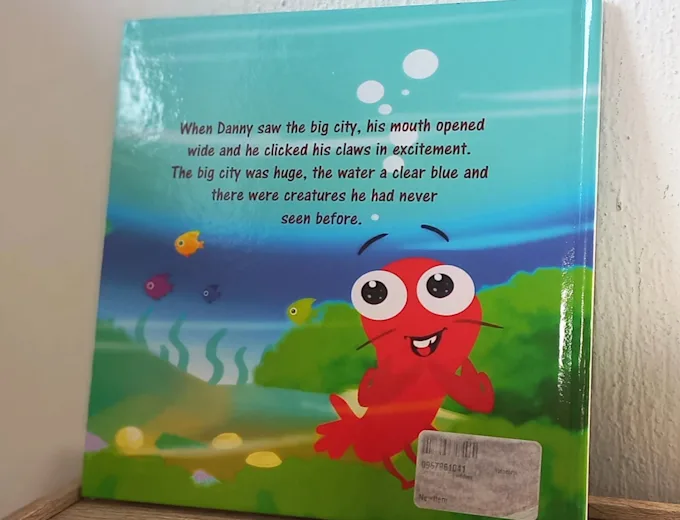 When Danny saw the big city, his mouth opened
wide and he clicked his claws in excitement.
The big city was huge, the water a clear blue and
there were creatures he had never
seen before.